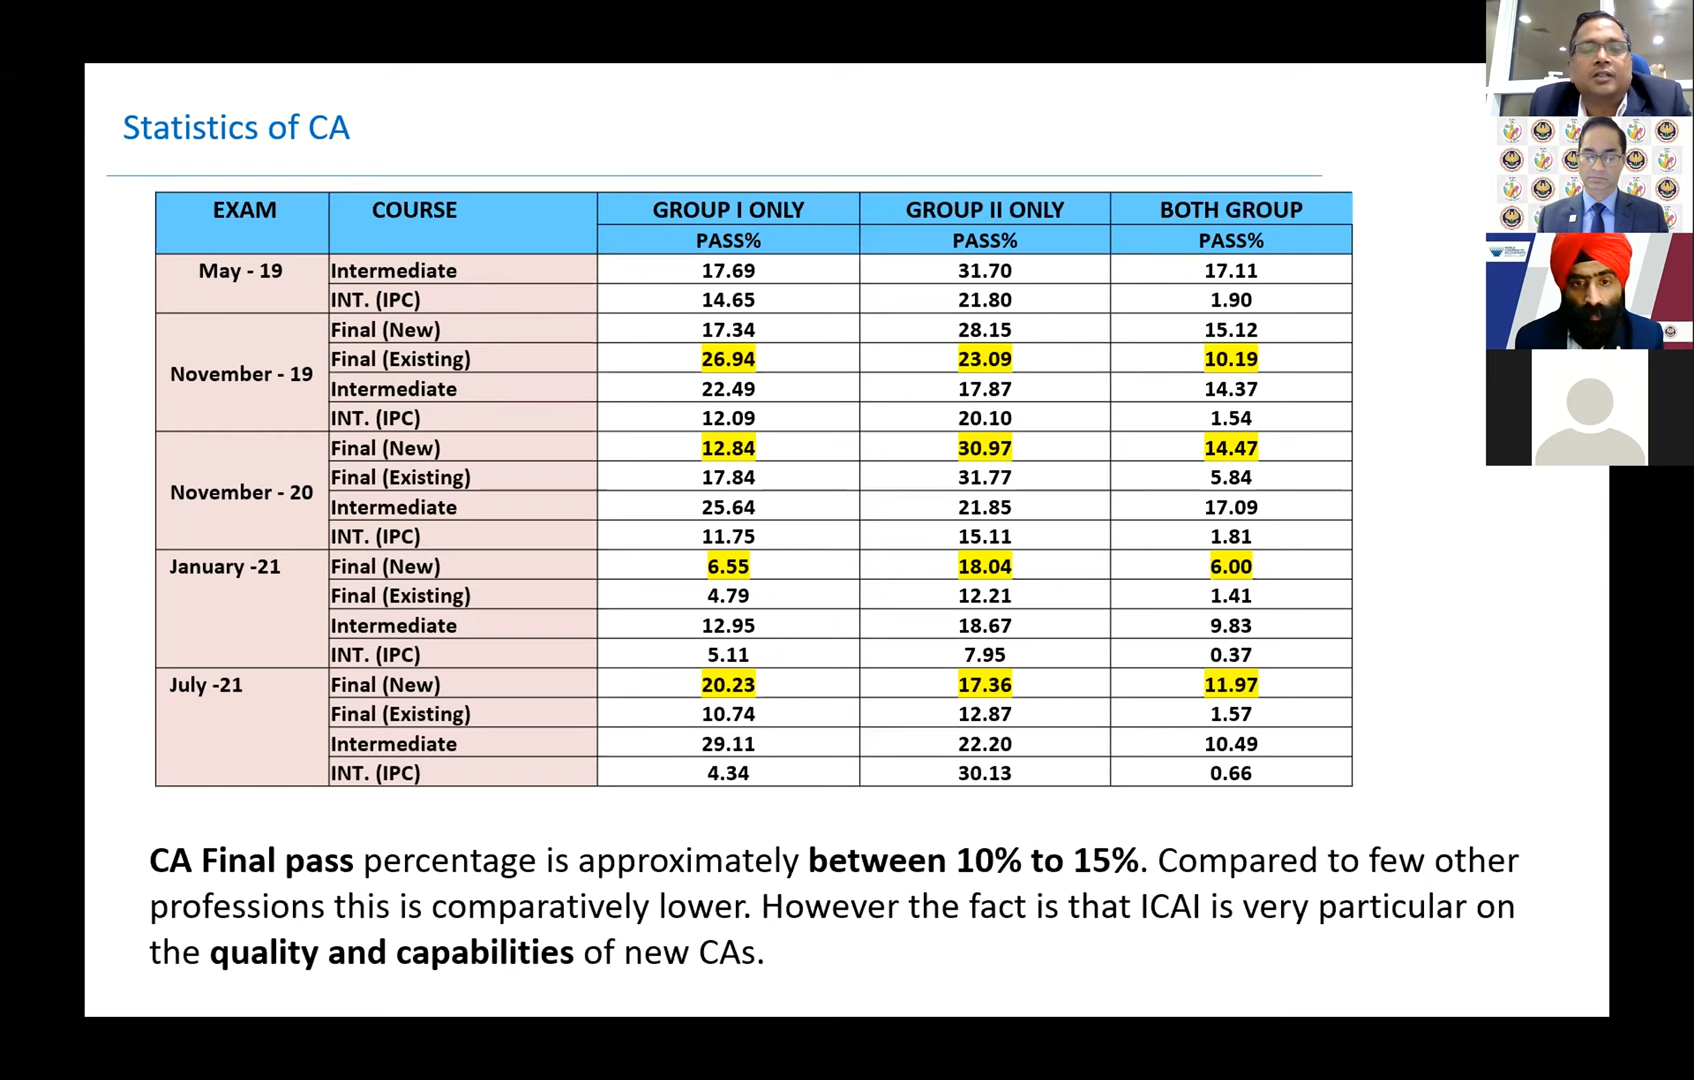 Statistics of CA
EXAM COURSE GROUP I ONLY GROUP II ONLY BOTH GROUP
PASS% PASS% PASS%
May - 19 Intermediate 17.69 31.70 17.11
INT. (IPC) 14.65 21.80 1.90
November - 19 Final (New) 17.34 28.15 15.12
Final (Existing) 26.94 23.09 10.19
Intermediate 22.49 17.87 14.37
INT. (IPC) 12.09 20.10 1.54
November - 20 Final (New) 12.84 30.97 14.47
Final (Existing) 17.84 31.77 5.84
Intermediate 25.64 21.85 17.09
INT. (IPC) 11.75 15.11 1.81
January -21 Final (New) 6.55 18.04 6.00
Final (Existing) 4.79 12.21 1.41
Intermediate 12.95 18.67 9.83
INT. (IPC) 5.11 7.95 0.37
July -21 Final (New) 20.23 17.36 11.97
Final (Existing) 10.74 12.87 1.57
Intermediate 29.11 22.20 10.49
INT. (IPC) 4.34 30.13 0.66
CA Final pass percentage is approximately between 10% to 15%. Compared to few other
professions this is comparatively lower. However the fact is that ICAI is very particular on
the quality and capabilities of new CAs.